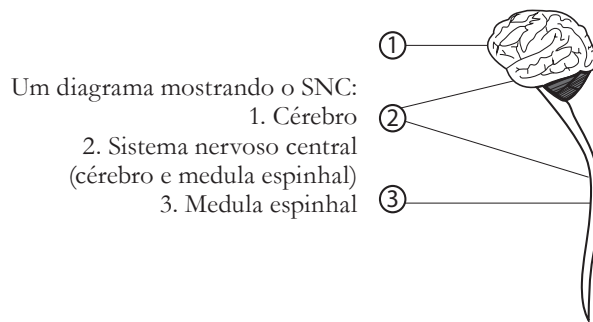 Um diagrama mostrando o SNC:
1. Cérebro
2. Sistema nervoso central
(cérebro e medula espinhal)
3. Medula espinhal
1
2
3